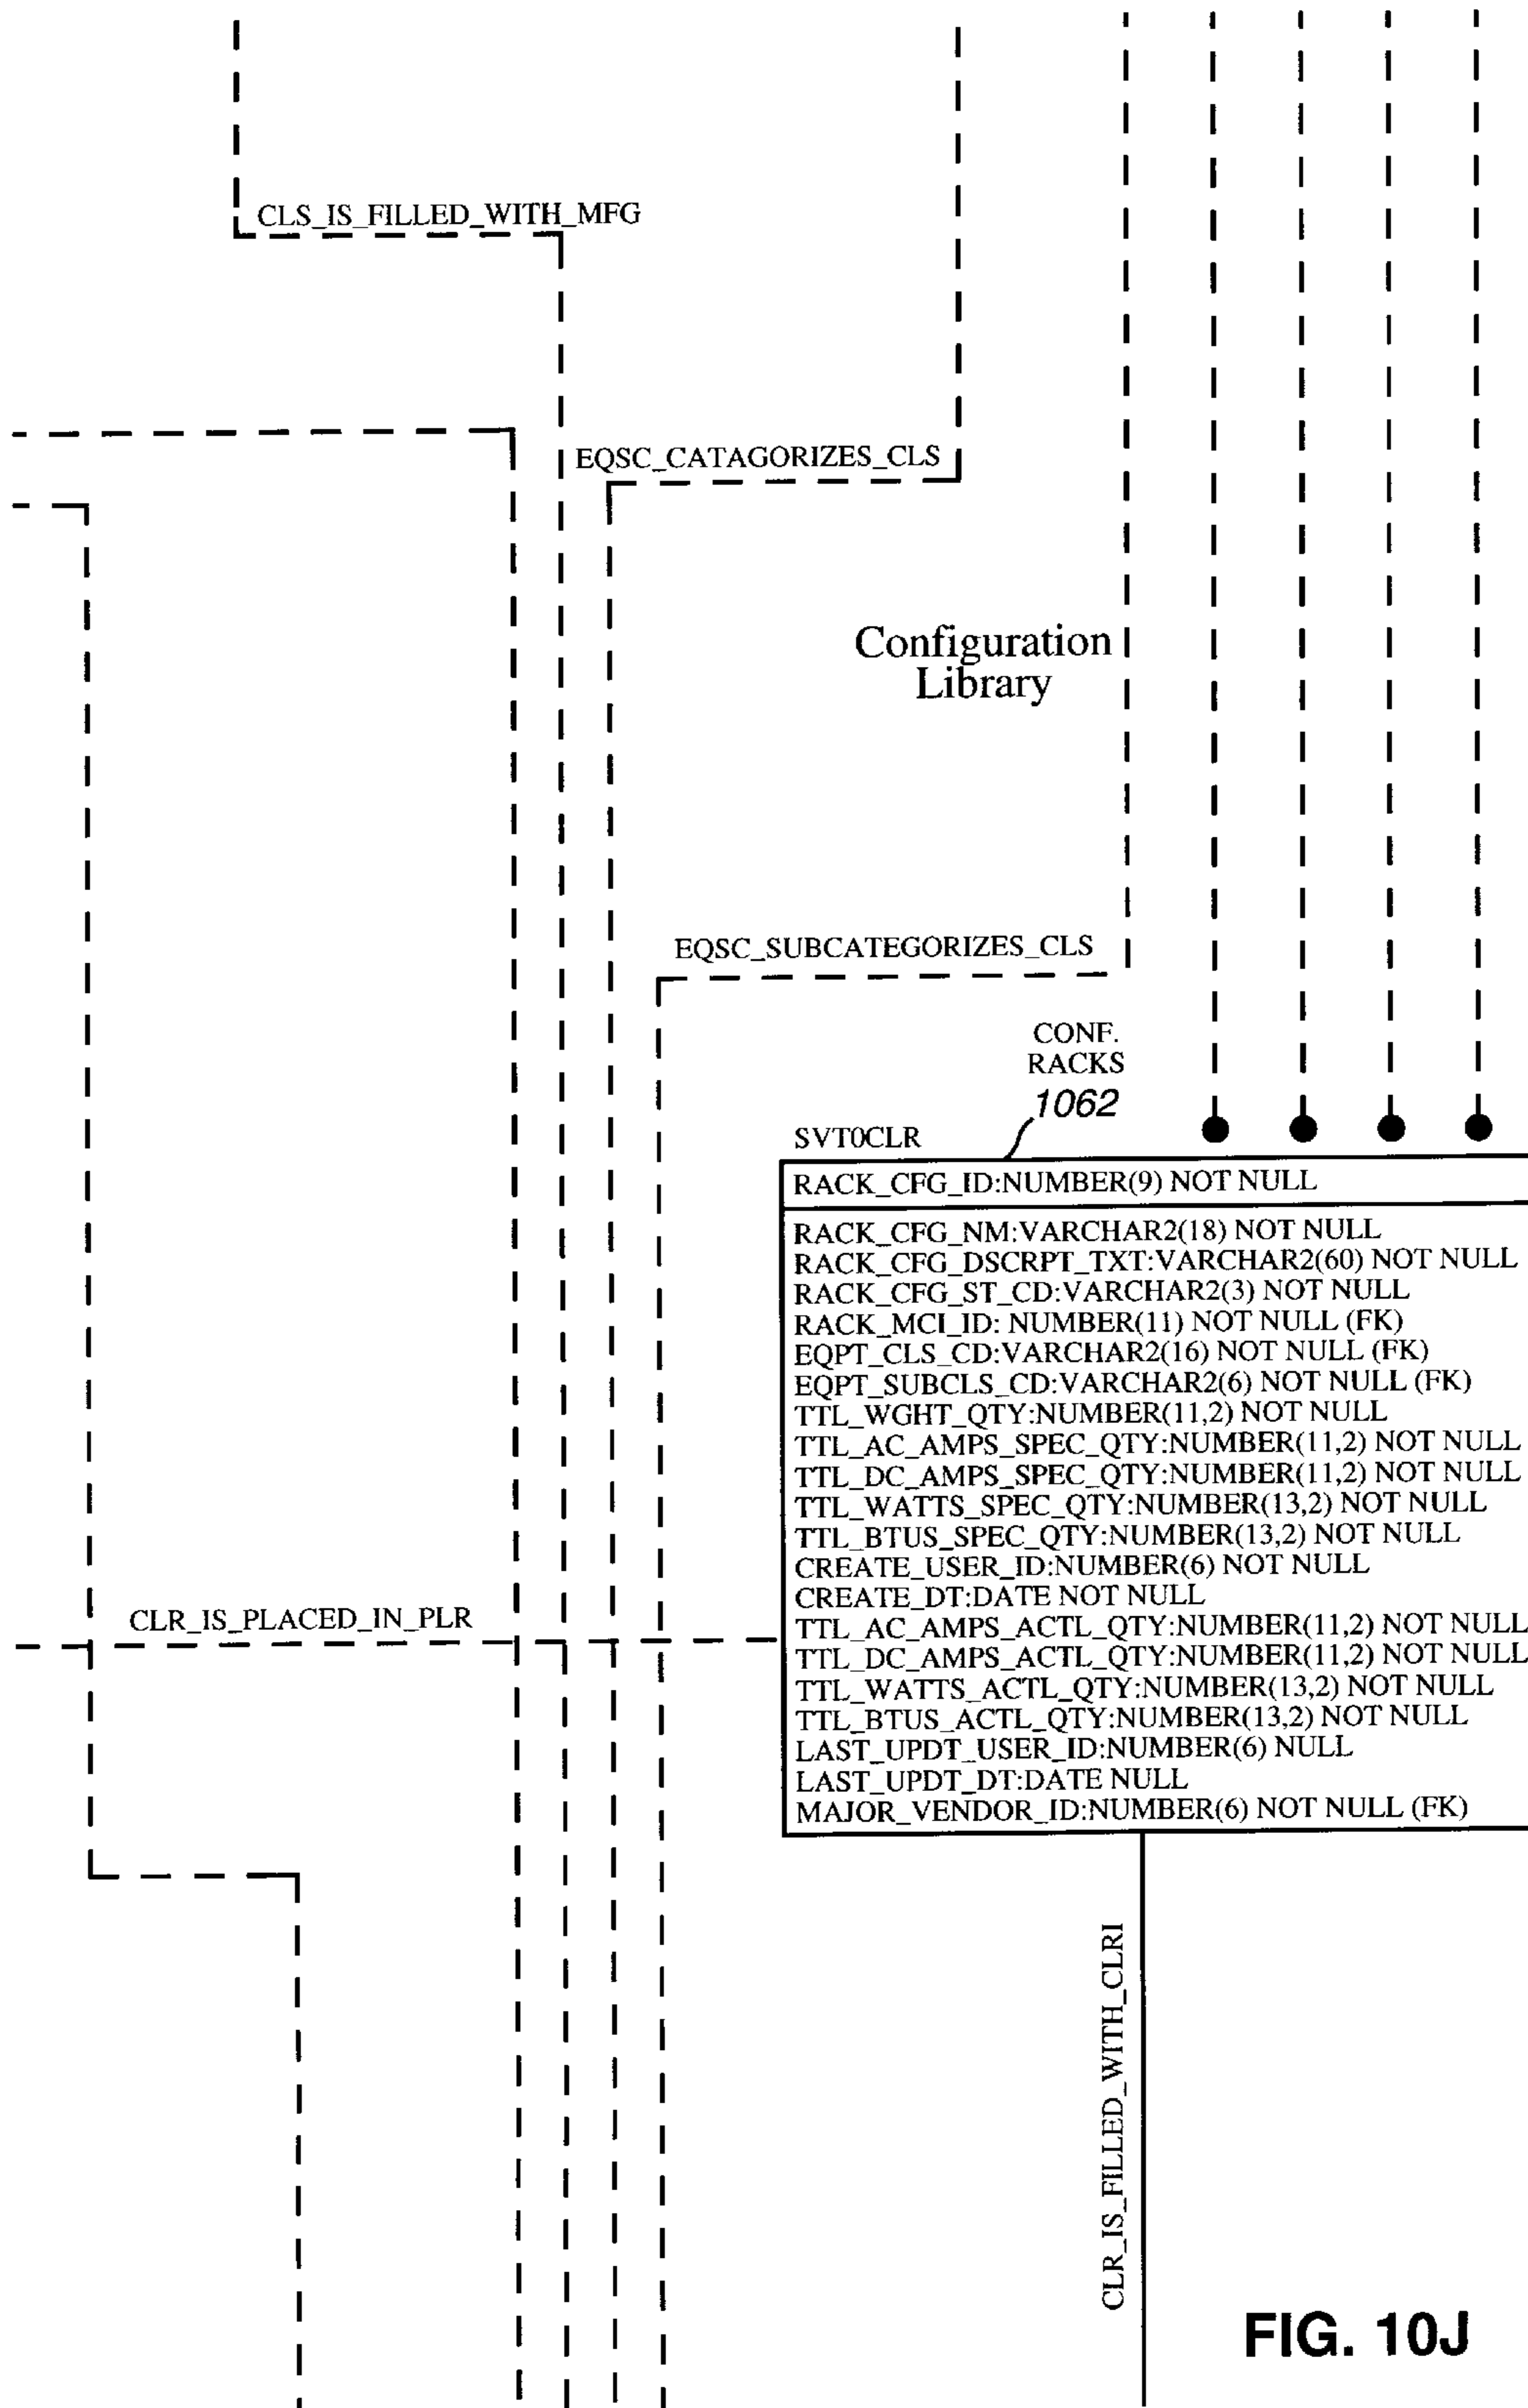 CLS_IS_FILLED_WITH_MFG
EQSC_CATAGORIZES_CLS
Configuration
Library
EQSC_SUBCATEGORIZES_CLS
CONF.
RACKS
1062
SVT0CLR
RACK_CFG_ID:NUMBER(9) NOT NULL
RACK_CFG_NM:VARCHAR2(18) NOT NULL
RACK_CFG_DSCRPT_TXT:VARCHAR2(60) NOT NULL
RACK_CFG_ST_CD:VARCHAR2(3) NOT NULL
RACK_MCI_ID: NUMBER(11) NOT NULL (FK)
EQPT_CLS_CD:VARCHAR2(16) NOT NULL (FK)
EQPT_SUBCLS_CD:VARCHAR2(6) NOT NULL (FK)
TTL_WGHT_QTY:NUMBER(11,2) NOT NULL
TTL_AC_AMPS_SPEC_QTY:NUMBER(11,2) NOT NULL
TTL_DC_AMPS_SPEC_QTY:NUMBER(11,2) NOT NULL
TTL_WATTS_SPEC_QTY:NUMBER(13,2) NOT NULL
TTL_BTUS_SPEC_QTY:NUMBER(13,2) NOT NULL
CREATE_USER_ID:NUMBER(6) NOT NULL
CREATE_DT:DATE NOT NULL
TTL_AC_AMPS_ACTL_QTY:NUMBER(11,2) NOT NULL
TTL_DC_AMPS_ACTL_QTY:NUMBER(11,2) NOT NULL
TTL_WATTS_ACTL_QTY:NUMBER(13,2) NOT NULL
TTL_BTUS_ACTL_QTY:NUMBER(13,2) NOT NULL
LAST_UPDT_USER_ID:NUMBER(6) NULL
LAST_UPDT_DT:DATE NULL
MAJOR_VENDOR_ID:NUMBER(6) NOT NULL (FK)
CLR_IS_PLACED_IN_PLR
CLR_IS_FILLED_WITH_CLRI
FIG. 10J